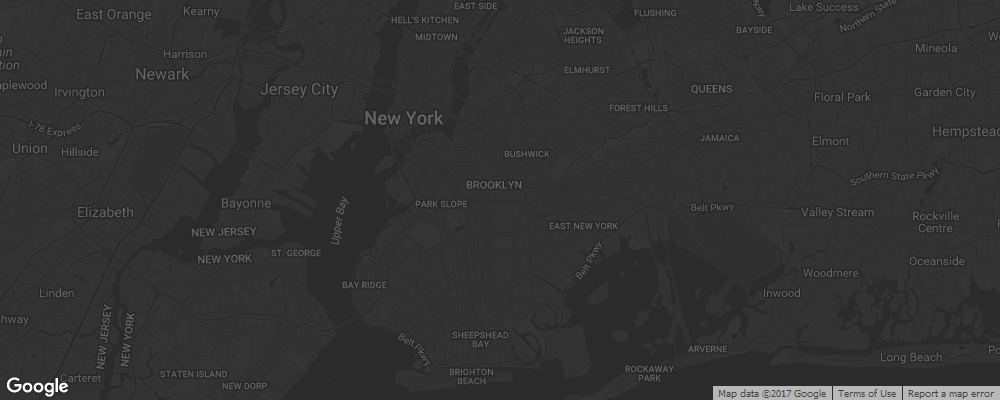 East Orange
Kearny
EAST SIDE
HELL'S KITCHEN
MIDTOWN
FLUSHING
Pkwy
Lake Success
Northern State Pkwy
BAYSIDE
JACKSON
HEIGHTS
Mineola
Harrison
Newark
ELMHURST
Irvington
Jersey City
QUEENS
Floral Park
Garden City
FOREST HILLS
New York
I-78 Express
JAMAICA
Elmont
Hempstead
Union
Hillside
BUSHWICK
Southern State Pkwy
BROOKLYN
Elizabeth
Bayonne
Upper Bay
PARK SLOPE
Belt Pkwy
Valley Stream
Rockville
Centre
NEW JERSEY
EAST NEW YORK
ST. GEORGE
NEW YORK
Belt Pkwy
Oceanside
Woodmere
BAY RIDGE
Linden
Inwood
NEW JERSEY
NEW YORK
Belt Pkwy
SHEEPSHEAD
BAY
ARVERNE
Long Beach
Carteret
STATEN ISLAND
NEW DORP
BRIGHTON
BEACH
ROCKAWAY
PARK
Google
Map data ©2017 Google
Terms of Use
Report a map error